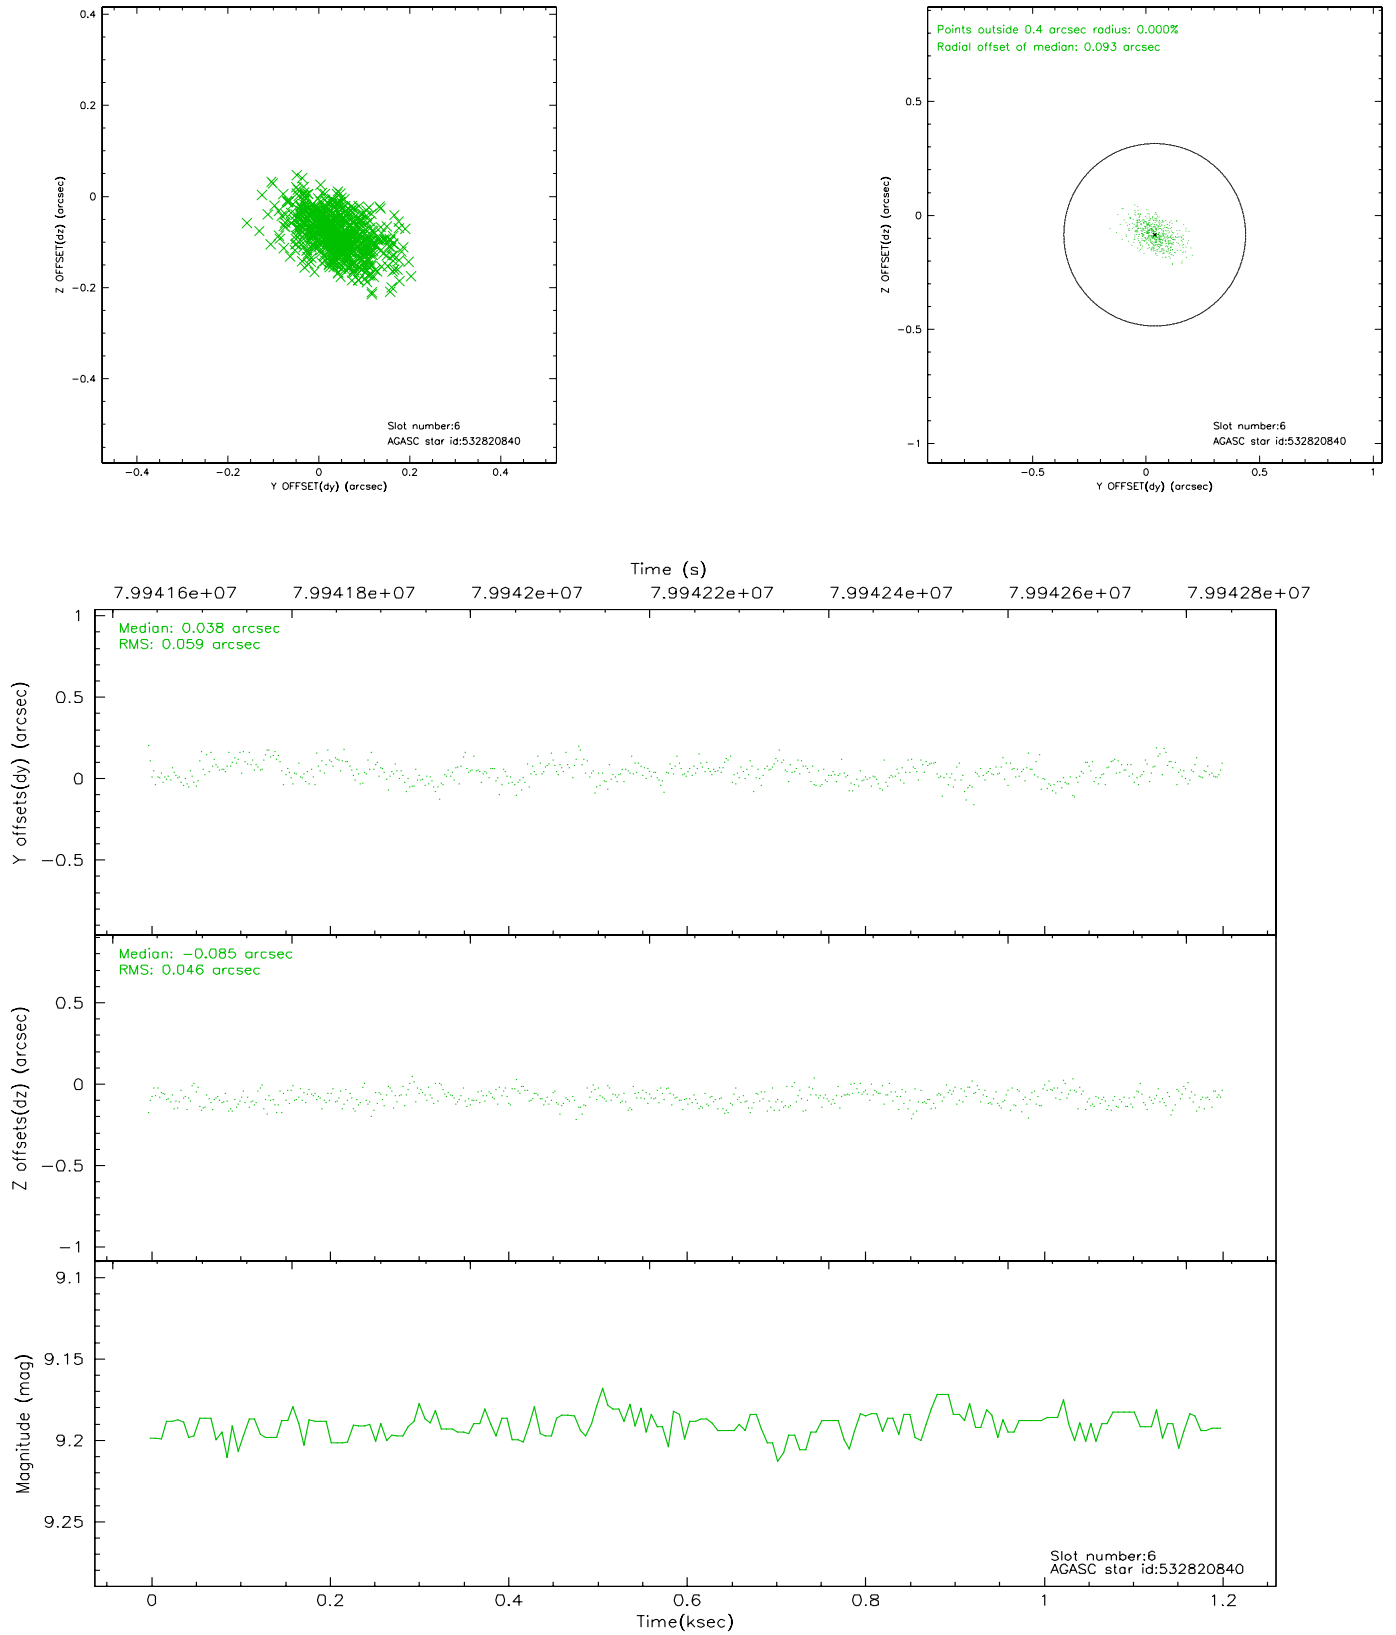 0.4
0.2
0
−0.2
−0.4
Z OFFSET(dz) (arcsec)
Slot number:6
AGASC star id:532820840
−0.4 −0.2 0 0.2 0.4
Y OFFSET(dy) (arcsec)
Points outside 0.4 arcsec radius: 0.000%
Radial offset of median: 0.093 arcsec
0.5
0
−0.5
−1
Z OFFSET(dz) (arcsec)
Slot number:6
AGASC star id:532820840
−0.5 0 0.5 1
Y OFFSET(dy) (arcsec)
Time (s)
7.99416e+07 7.99418e+07 7.9942e+07 7.99422e+07 7.99424e+07 7.99426e+07 7.99428e+07
Median: 0.038 arcsec
RMS: 0.059 arcsec
1
0.5
0
−0.5
Y offsets(dy) (arcsec)
Median: −0.085 arcsec
RMS: 0.046 arcsec
0.5
0
−0.5
−1
Z offsets(dz) (arcsec)
9.1
9.15
9.2
9.25
Magnitude (mag)
Slot number:6
AGASC star id:532820840
0 0.2 0.4 0.6 0.8 1 1.2
Time(ksec)